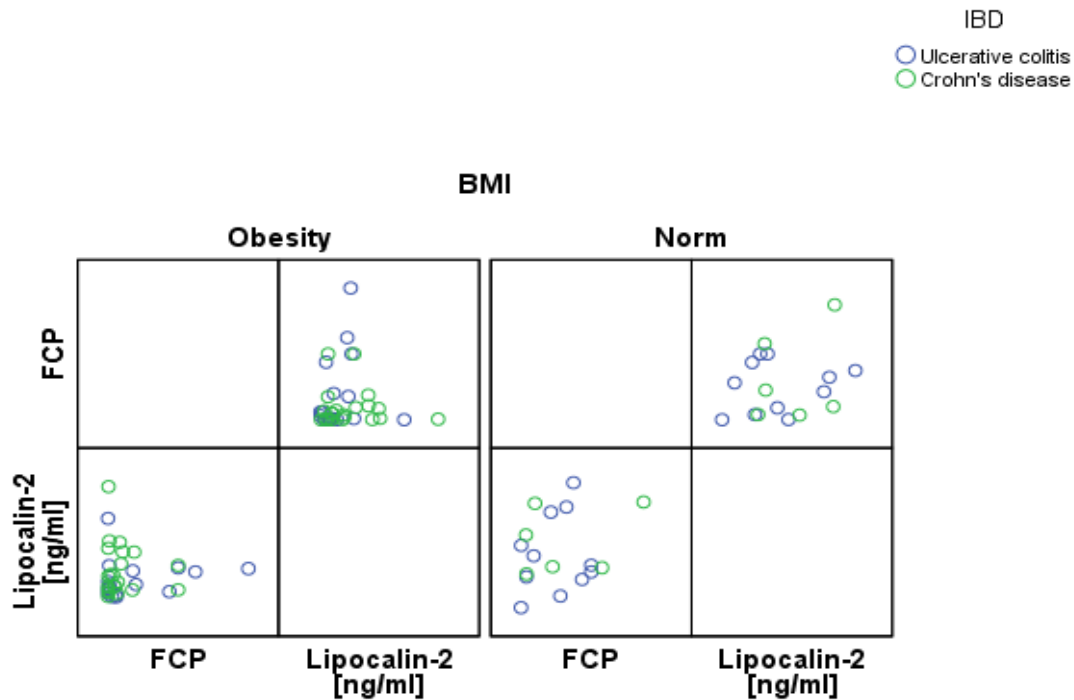 IBD
Ulcerative colitis
Crohn's disease
BMI
Obesity
Norm
FCP
Lipocalin-2
[ng/ml]
FCP
Lipocalin-2
[ng/ml]
FCP
Lipocalin-2
[ng/ml]